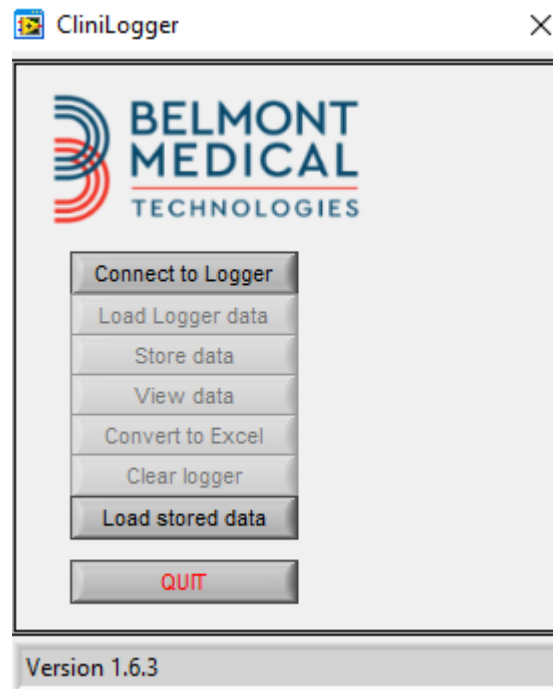 CliniLogger
BELMONT
MEDICAL
TECHNOLOGIES
Connect to Logger
Load Logger data
Store data
View data
Convert to Excel
Clear logger
Load stored data
QUIT
Version 1.6.3